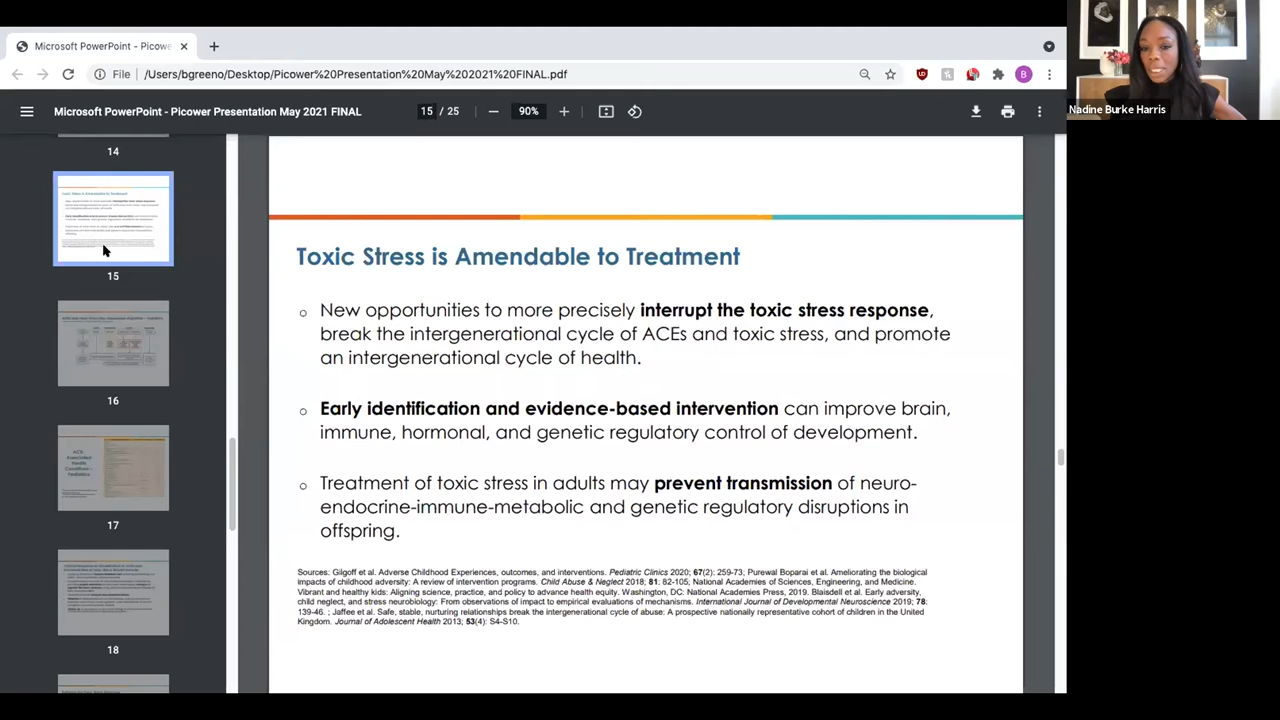 Microsoft PowerPoint - Picowe
File
/Users/bgreeno/Desktop/Picower%20Presentation%20May%202021%20FINAL.pdf
B
Nadine Burke Harris
Microsoft PowerPoint - Picower Presentation May 2021 FINAL
15 / 25
90%
14
15
16
17
18
Toxic Stress is Amendable to Treatment
New opportunities to more precisely interrupt the toxic stress response,
break the intergenerational cycle of ACEs and toxic stress, and promote
an intergenerational cycle of health.
Early identification and evidence-based intervention can improve brain,
immune, hormonal, and genetic regulatory control of development.
Treatment of toxic stress in adults may prevent transmission of neuro-
endocrine-immune-metabolic and genetic regulatory disruptions in
offspring.
Sources: Gilgoff et al. Adverse Childhood Experiences, outcomes, and interventions. Pediatric Clinics 2020; 67(2): 259-73; Purewal Boparai et al. Ameliorating the biological
impacts of childhood adversity: A review of intervention programs. Child Abuse & Neglect 2018; 81: 82-105; National Academies of Sciences, Engineering, and Medicine.
Vibrant and healthy kids: Aligning science, practice, and policy to advance health equity. Washington, DC: National Academies Press, 2019. Blaisdell et al. Early adversity,
child neglect, and stress neurobiology: From observations of impact to empirical evaluations of mechanisms. International Journal of Developmental Neuroscience 2019; 78:
139-46. ; Jaffee et al. Safe, stable, nurturing relationships break the intergenerational cycle of abuse: A prospective nationally representative cohort of children in the United
Kingdom. Journal of Adolescent Health 2013; 53(4): S4-S10.